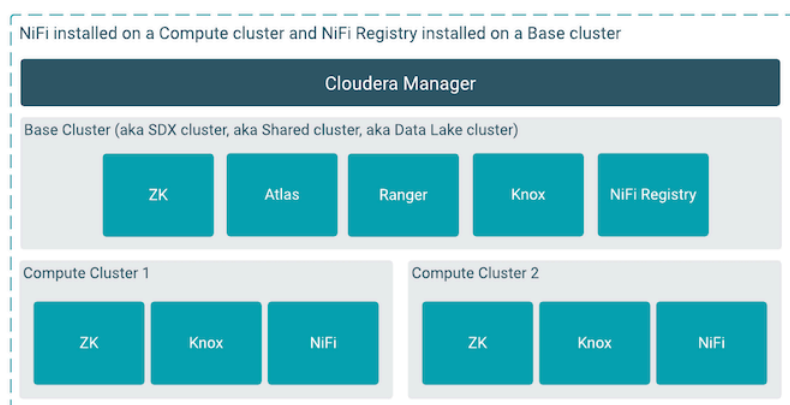 NiFi installed on a Compute cluster and NiFi Registry installed on a Base cluster
Cloudera Manager
Base Cluster (aka SDX cluster, aka Shared cluster, aka Data Lake cluster)
ZK
Atlas
Ranger
Knox
NiFi Registry
Compute Cluster 1
ZK
Knox
NiFi
Compute Cluster 2
ZK
Knox
NiFi